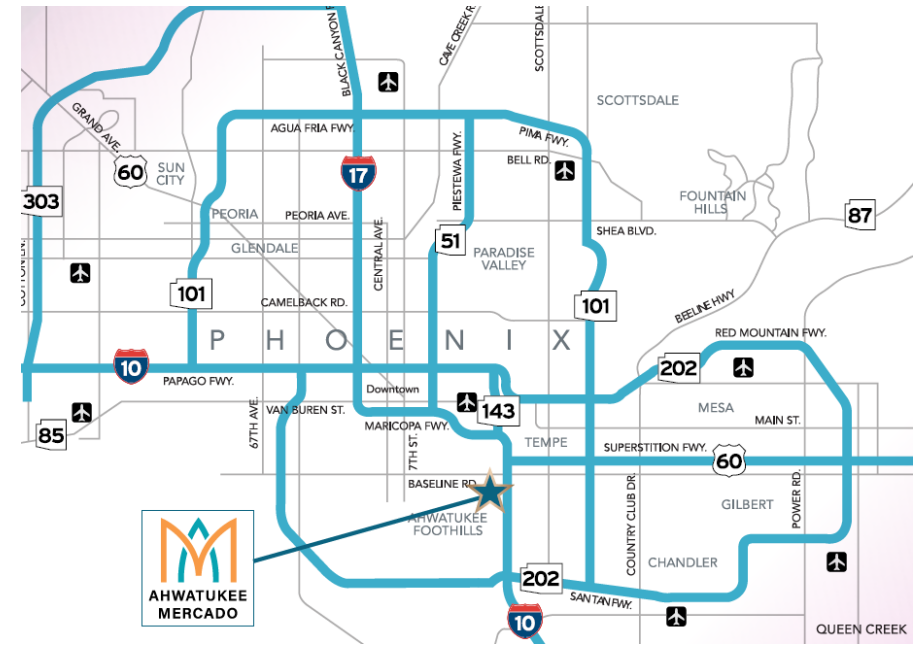 BLACK CANYON F
CAVE CREEK R
SCOTTSDALE
SCOTTSDALE
GRAND AVE.
AGUA FRIA FWY.
PIESTEWA FWY.
PIMA FWY.
BELL RD.
60
SUN
CITY
17
303
PEORIA
PEORIA AVE.
FOUNTAIN
HILLS
87
GLENDALE
CENTRAL AVE.
51
PARADISE
VALLEY
SHEA BLVD.
101
CAMELBACK RD.
101
BEELINE HWY
PHOENIX
RED MOUNTAIN FWY.
10
PAPAGO FWY.
202
Downtown
85
67TH AVE.
VAN BUREN ST.
143
MESA
MARICOPA FWY.
MAIN ST.
7TH ST.
TEMPE
SUPERSTITION FWY.
60
BASELINE RD.
COUNTRY CLUB DR.
GILBERT
POWER RD.
AHWATUKEE
FOOTHILLS
CHANDLER
AHWATUKEE
MERCADO
202
SANTAN FWY.
10
QUEEN CREEK